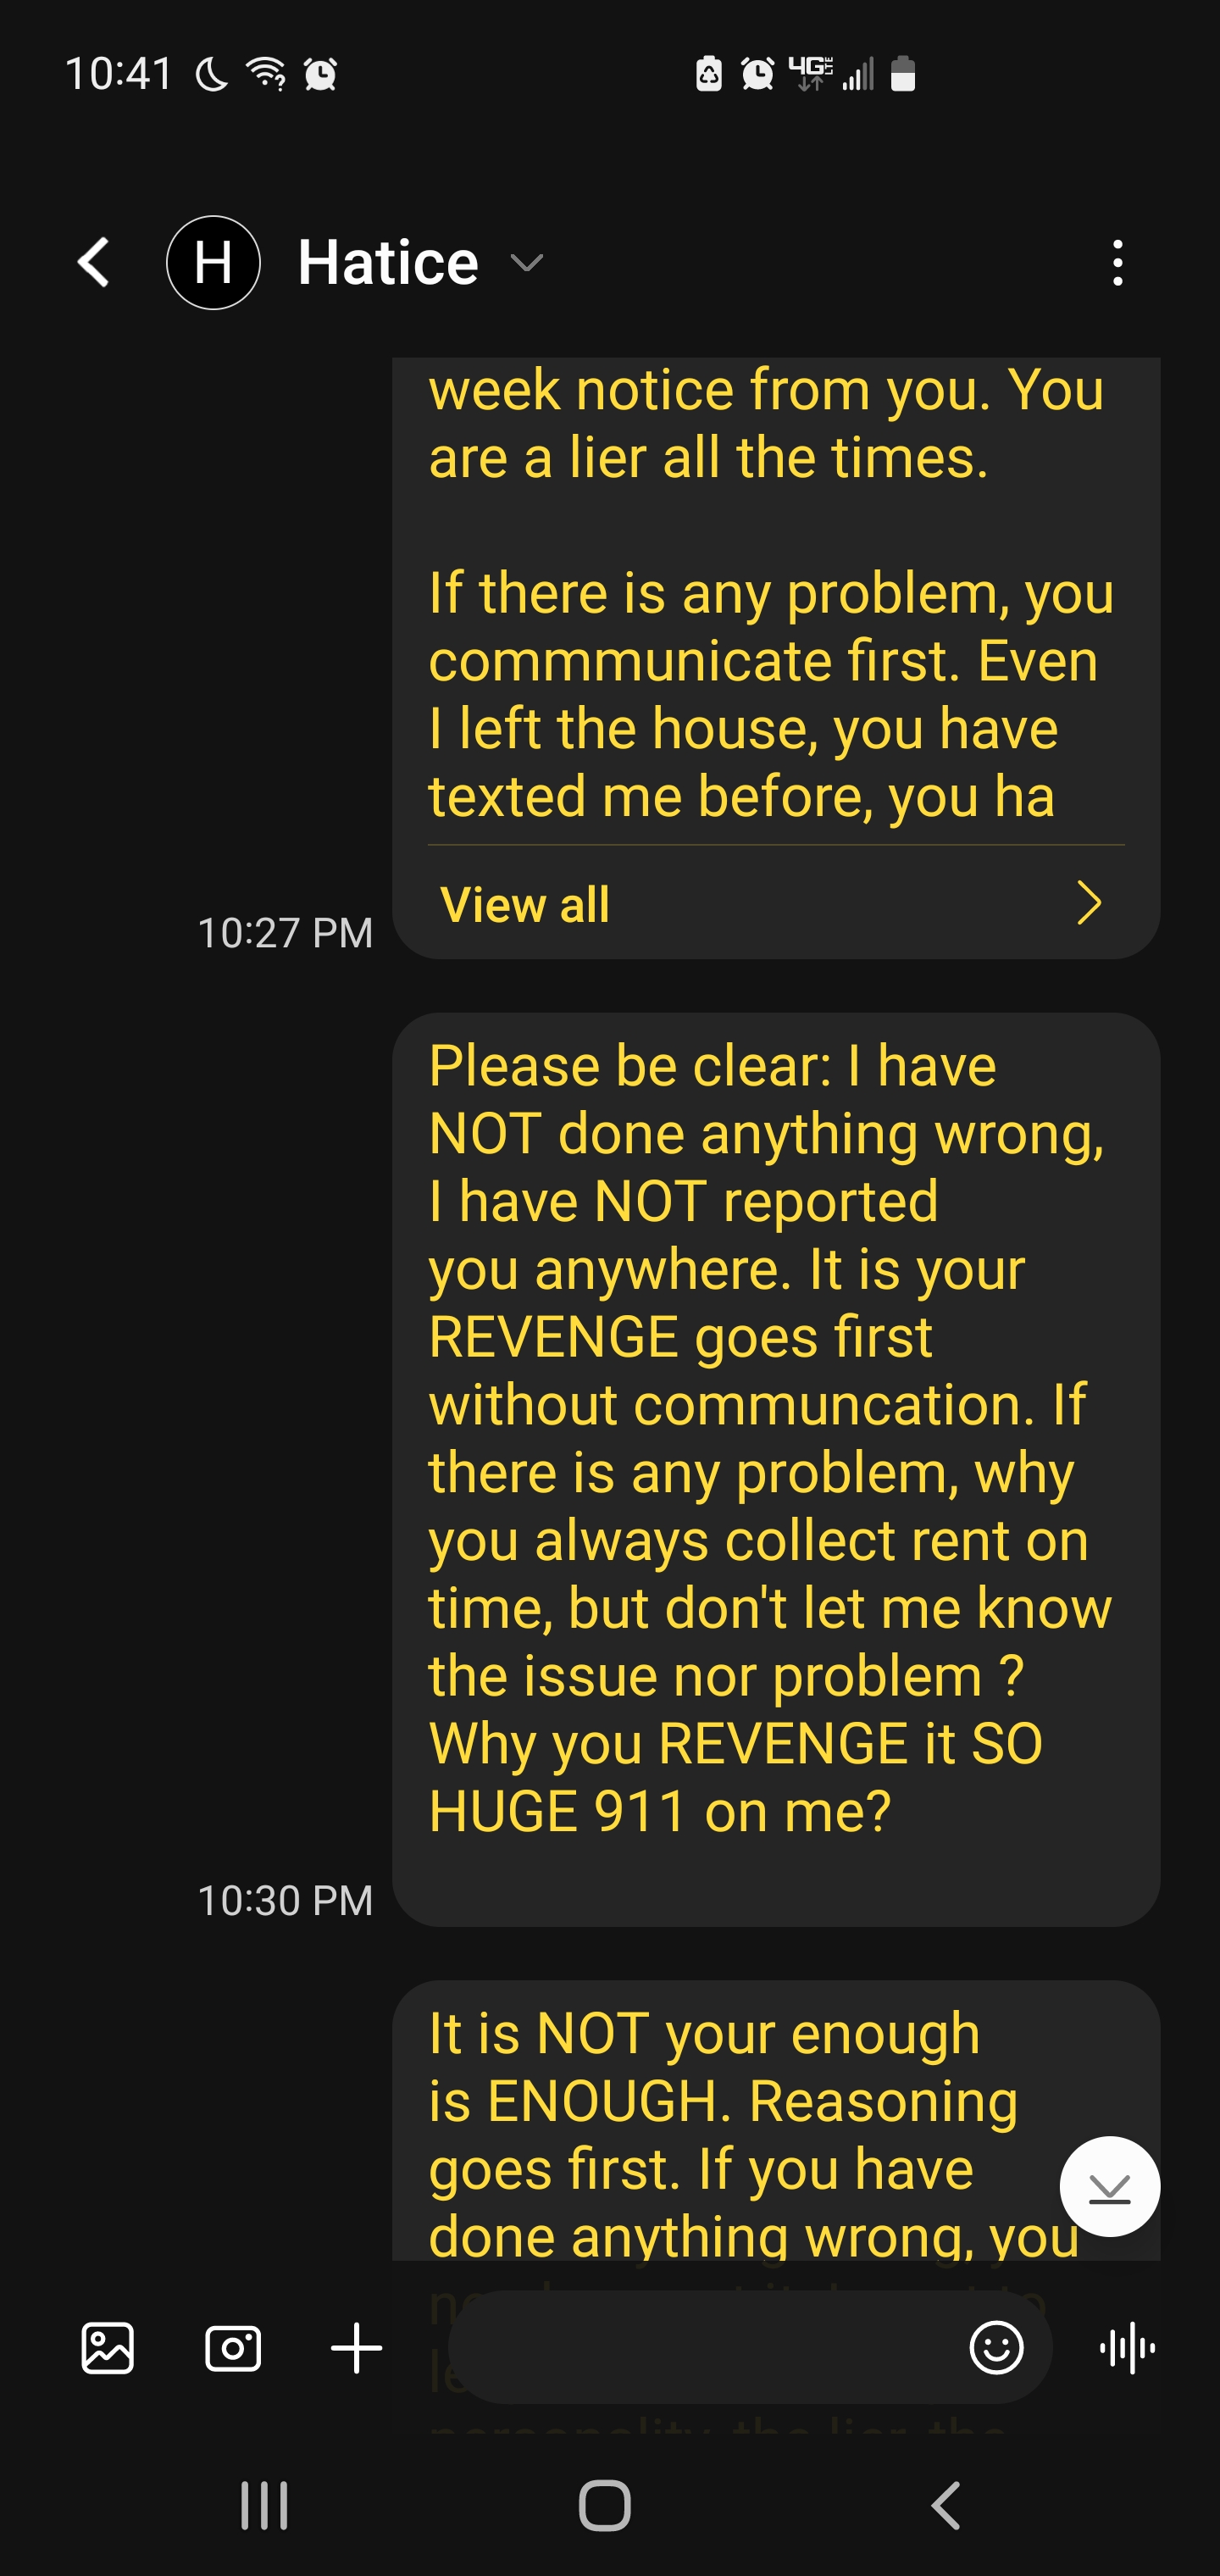 10:41
4G LTE
H Hatice
week notice from you. You
are a lier all the times.
If there is any problem, you
commmunicate first. Even
I left the house, you have
texted me before, you ha
View all
10:27 PM
Please be clear: I have
NOT done anything wrong,
I have NOT reported
you anywhere. It is your
REVENGE goes first
without communcation. If
there is any problem, why
you always collect rent on
time, but don't let me know
the issue nor problem ?
Why you REVENGE it SO
HUGE 911 on me?
10:30 PM
It is NOT your enough
is ENOUGH. Reasoning
goes first. If you have
done anything wrong, you
personality, the lier, the